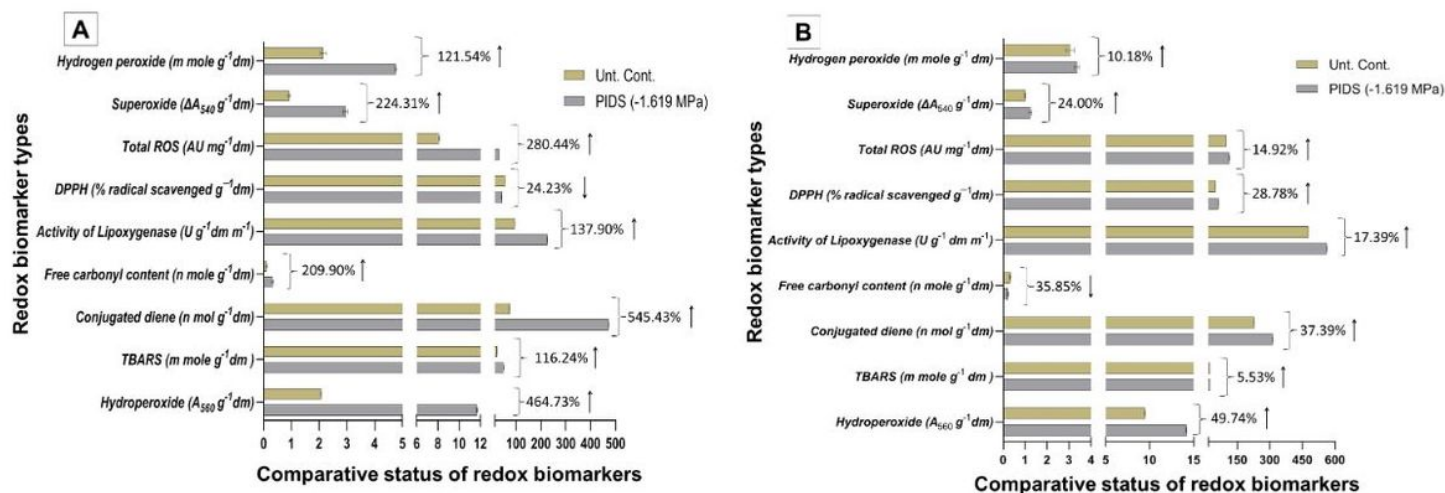 A
Redox biomarker types
Hydrogen peroxide (m mole g⁻¹dm)
121.54% ↑
Superoxide (ΔA₅₄₀ g⁻¹dm)
224.31% ↑
Total ROS (AU mg⁻¹dm)
280.44% ↑
DPPH (% radical scavenged g⁻¹dm)
24.23% ↓
Activity of Lipoxygenase (U g⁻¹dm m⁻¹)
137.90% ↑
Free carbonyl content (n mole g⁻¹dm)
209.90% ↑
Conjugated diene (n mol g⁻¹dm)
545.43% ↑
TBARS (m mole g⁻¹dm )
116.24% ↑
Hydroperoxide (A₅₆₀ g⁻¹dm)
464.73% ↑
Unt. Cont.
PIDS (-1.619 MPa)
0 1 2 3 4 5 6 8 10 12 100 200 300 400 500
Comparative status of redox biomarkers
B
Redox biomarker types
Hydrogen peroxide (m mole g⁻¹dm)
10.18% ↑
Superoxide (ΔA₅₄₀ g⁻¹dm)
24.00% ↑
Total ROS (AU mg⁻¹dm)
14.92% ↑
DPPH (% radical scavenged g⁻¹dm)
28.78% ↑
Activity of Lipoxygenase (U g⁻¹ dm m⁻¹)
17.39% ↑
Free carbonyl content (n mole g⁻¹dm)
35.85% ↓
Conjugated diene (n mol g⁻¹dm)
37.39% ↑
TBARS (m mole g⁻¹ dm )
5.53% ↑
Hydroperoxide (A₅₆₀ g⁻¹dm)
49.74% ↑
Unt. Cont.
PIDS (-1.619 MPa)
0 1 2 3 4 5 10 15 150 300 450 600
Comparative status of redox biomarkers